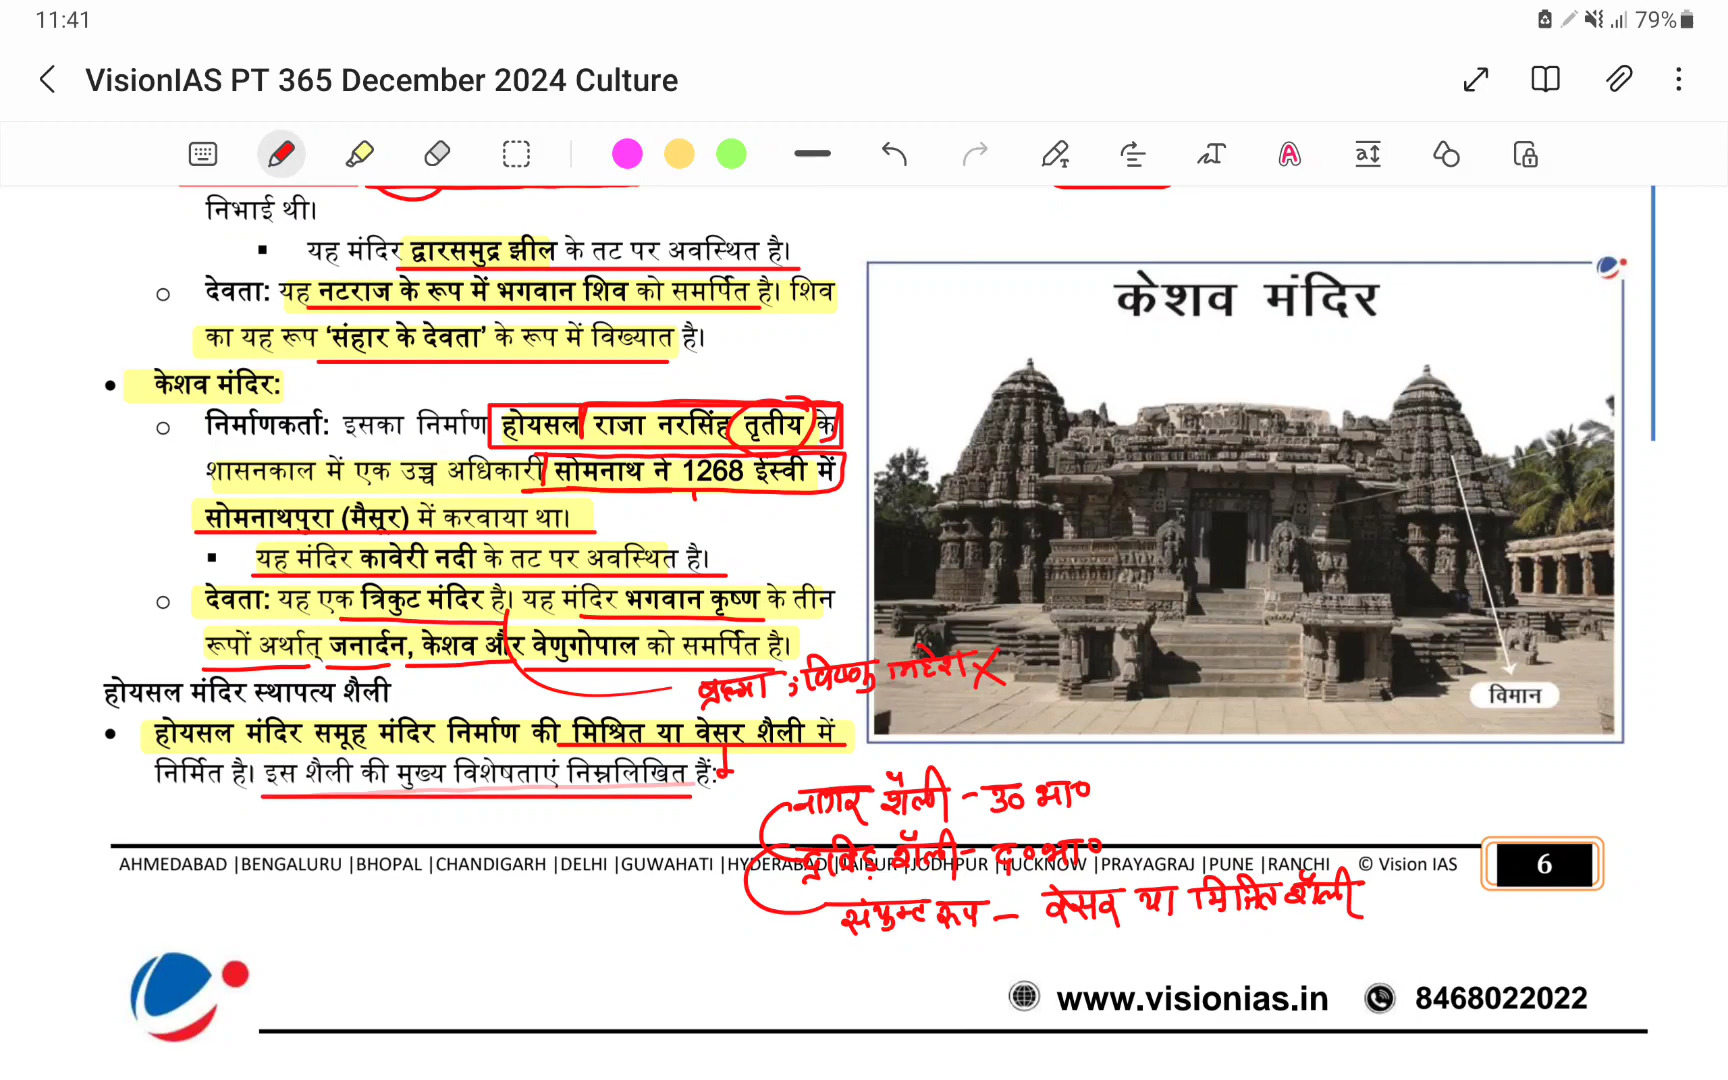 11:41
79%
VisionIAS PT 365 December 2024 Culture
निभाई थी।
▪ यह मंदिर द्वारसमुद्र झील के तट पर अवस्थित है।
○ देवता: यह नटराज के रूप में भगवान शिव को समर्पित है। शिव
का यह रूप ‘संहार के देवता’ के रूप में विख्यात है।
• केशव मंदिर:
○ निर्माणकर्ता: इसका निर्माण होयसल राजा नरसिंह तृतीय के
शासनकाल में एक उच्च अधिकारी सोमनाथ ने 1268 ईस्वी में
सोमनाथपुरा (मैसूर) में करवाया था।
▪ यह मंदिर कावेरी नदी के तट पर अवस्थित है।
○ देवता: यह एक त्रिकुट मंदिर है। यह मंदिर भगवान कृष्ण के तीन
रूपों अर्थात् जनार्दन, केशव और वेणुगोपाल को समर्पित है।
ब्रह्मा, विष्णु महेश X
होयसल मंदिर स्थापत्य शैली
• होयसल मंदिर समूह मंदिर निर्माण की मिश्रित या वेसर शैली में
निर्मित है। इस शैली की मुख्य विशेषताएं निम्नलिखित हैं:
केशव मंदिर
विमान
नागर शैली - उ० भा०
द्रविड़ शैली - द० भा०
संयुक्त रूप - वेसर या मिश्रित शैली
AHMEDABAD |BENGALURU |BHOPAL |CHANDIGARH |DELHI |GUWAHATI |HYDERABAD |JAIPUR |JODHPUR |LUCKNOW |PRAYAGRAJ |PUNE |RANCHI © Vision IAS
6
www.visionias.in 8468022022